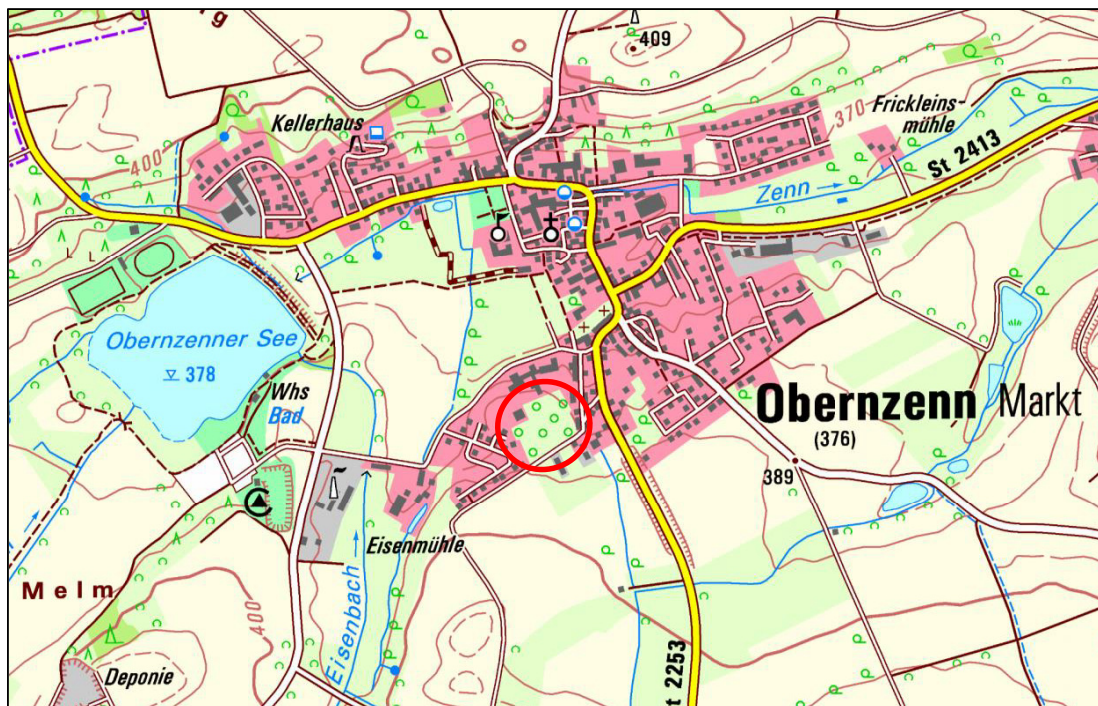 rg
409
Kellerhaus
370
Frickleins-
mühle
400
St 2413
Zenn
Obernzenner See
378
Whs
Bad
Obernzenn Markt
(376)
389
Eisenmühle
Melm
400
Eisenbach
Deponie
St 2253